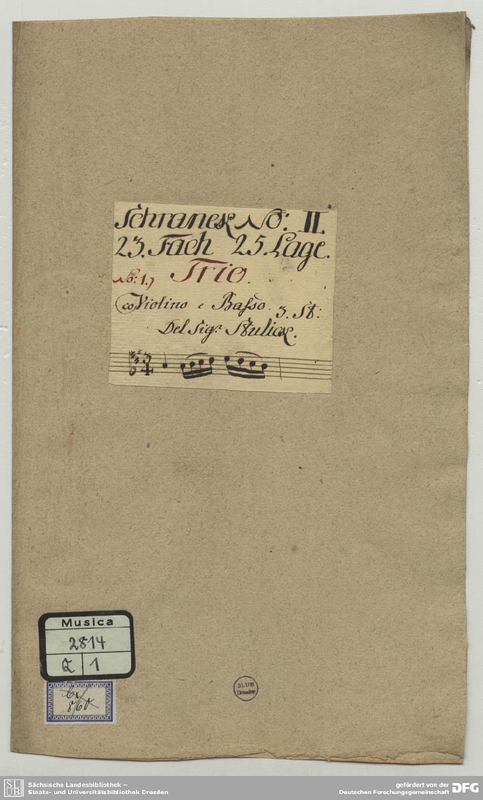 Schranck No: II.
23. Fach 25. Lage.
No: 1.) Trio.
co Violino e Basso. 3. St:
Del Sigr.
Musica
2814
Q 1
SLUB
Dresden
Sächsische Landesbibliothek –
Staats- und Universitätsbibliothek Dresden
gefördert von der
Deutschen Forschungsgemeinschaft DFG